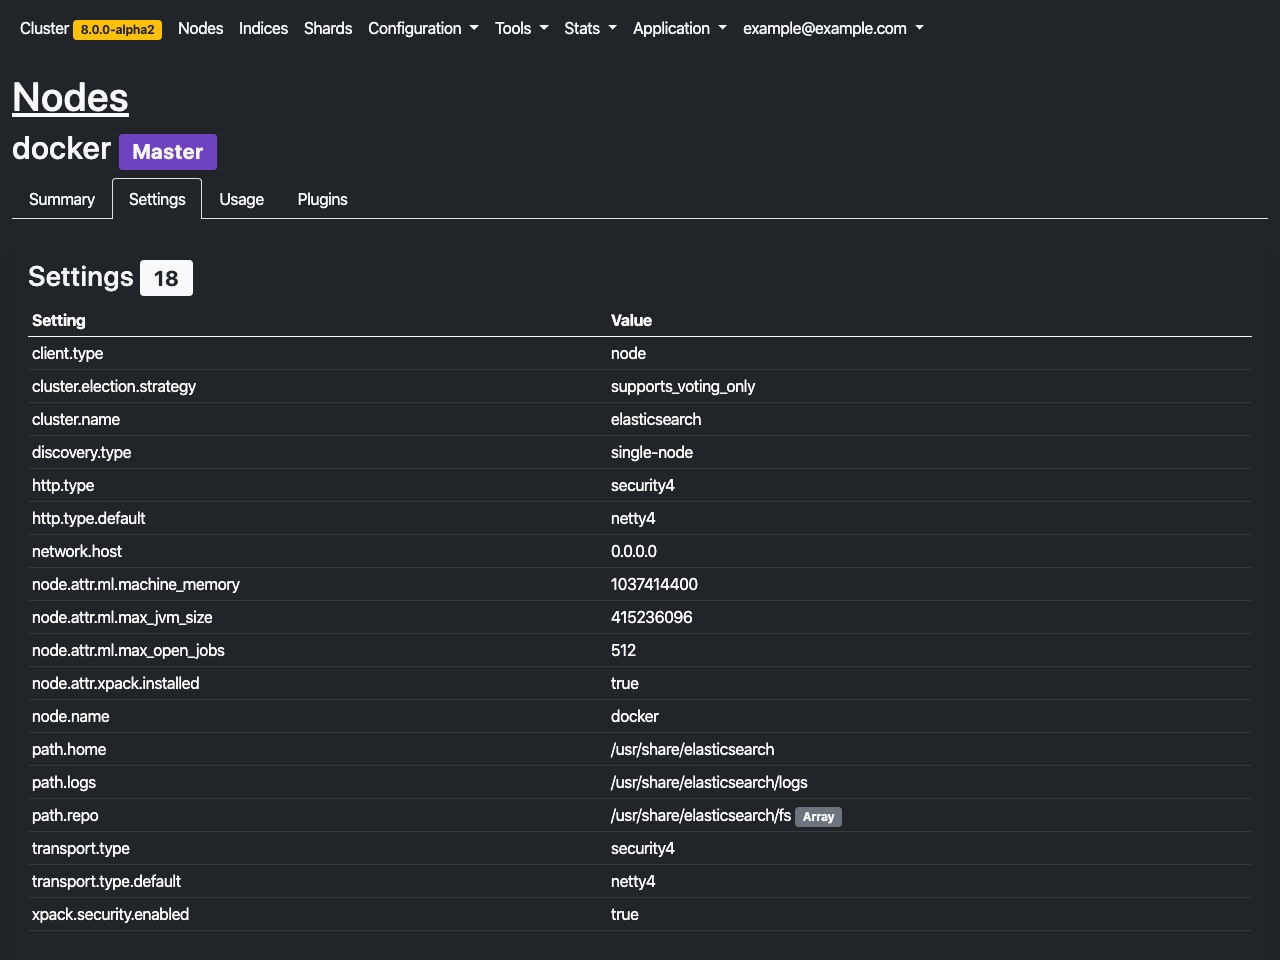 Cluster 8.0.0-alpha2 Nodes Indices Shards Configuration Tools Stats Application example@example.com
Nodes
docker Master
Summary Settings Usage Plugins
Settings 18
Setting Value
client.type node
cluster.election.strategy supports_voting_only
cluster.name elasticsearch
discovery.type single-node
http.type security4
http.type.default netty4
network.host 0.0.0.0
node.attr.ml.machine_memory 1037414400
node.attr.ml.max_jvm_size 415236096
node.attr.ml.max_open_jobs 512
node.attr.xpack.installed true
node.name docker
path.home /usr/share/elasticsearch
path.logs /usr/share/elasticsearch/logs
path.repo /usr/share/elasticsearch/fs Array
transport.type security4
transport.type.default netty4
xpack.security.enabled true